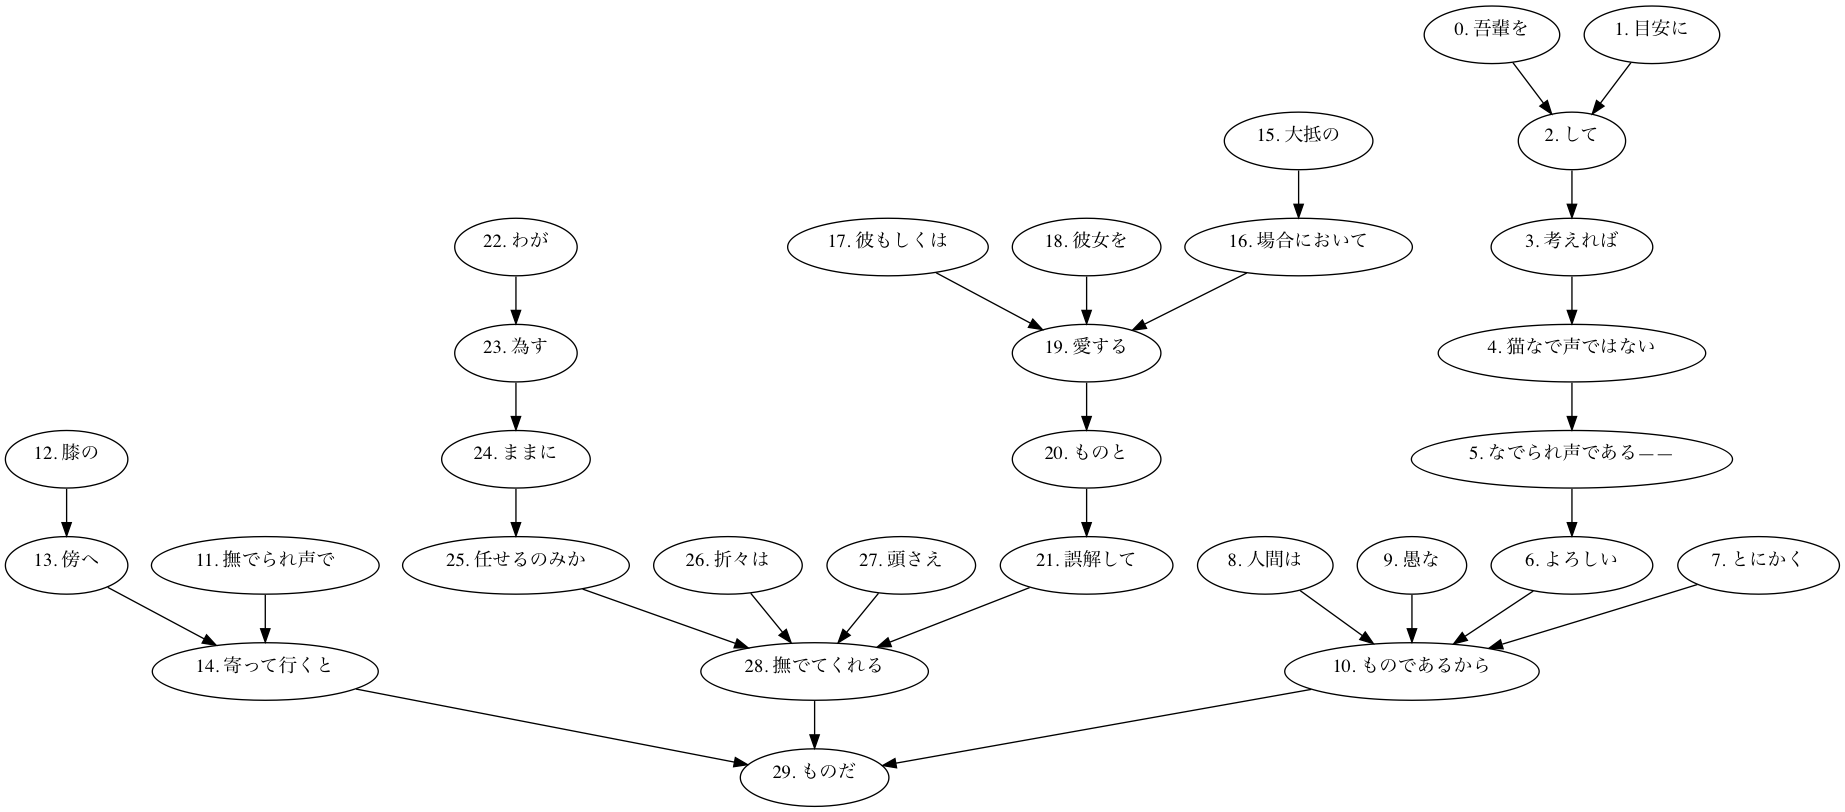 0. 吾輩を
1. 目安に
15. 大抵の
2. して
22. わが
17. 彼もしくは
18. 彼女を
16. 場合において
3. 考えれば
23. 為す
19. 愛する
4. 猫なで声ではない
12. 膝の
24. ままに
20. ものと
5. なでられ声である――
13. 傍へ
11. 撫でられ声で
25. 任せるのみか
26. 折々は
27. 頭さえ
21. 誤解して
8. 人間は
9. 愚な
6. よろしい
7. とにかく
14. 寄って行くと
28. 撫でてくれる
10. ものであるから
29. ものだ